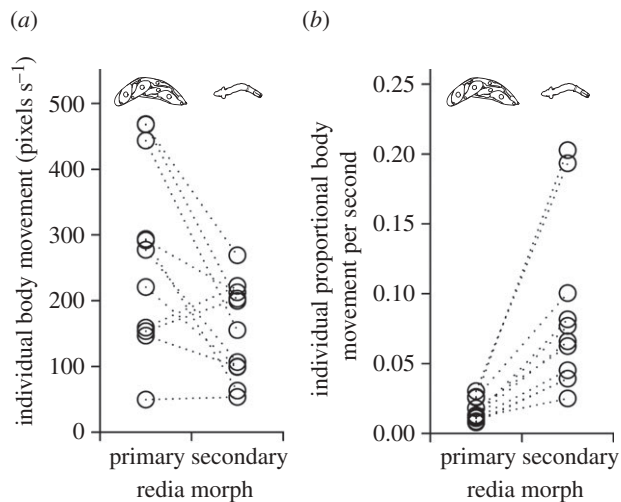 (a)
individual body movement (pixels s⁻¹)
500
400
300
200
100
0
primary secondary
redia morph
(b)
individual proportional body
movement per second
0.25
0.20
0.15
0.10
0.05
0.00
primary secondary
redia morph